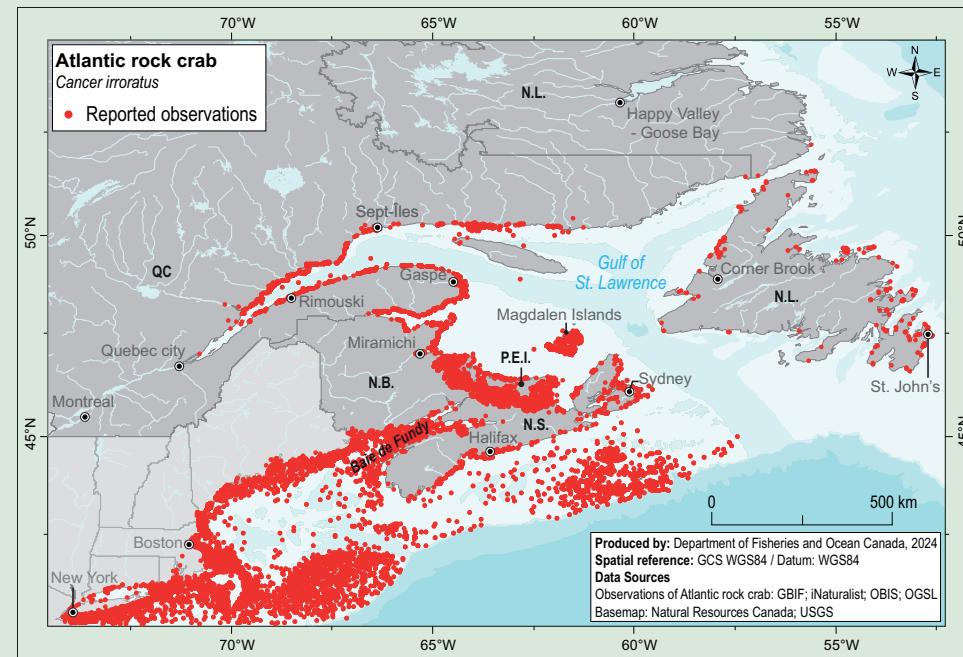 70°W 65°W 60°W 55°W
Atlantic rock crab
Cancer irroratus
Reported observations
N
W E
S
N.L.
Happy Valley
- Goose Bay
Sept-Îles
50°N
50°N
QC
Gaspé
Gulf of
St. Lawrence
Corner Brook
N.L.
Rimouski
Magdalen Islands
Miramichi
P.E.I.
Quebec city
N.B.
Sydney
St. John's
Montreal
N.S.
45°N
45°N
Baie de Fundy
Halifax
0 500 km
Boston
New York
Produced by: Department of Fisheries and Ocean Canada, 2024
Spatial reference: GCS WGS84 / Datum: WGS84
Data Sources
Observations of Atlantic rock crab: GBIF; iNaturalist; OBIS; OGSL
Basemap: Natural Resources Canada; USGS
70°W 65°W 60°W 55°W